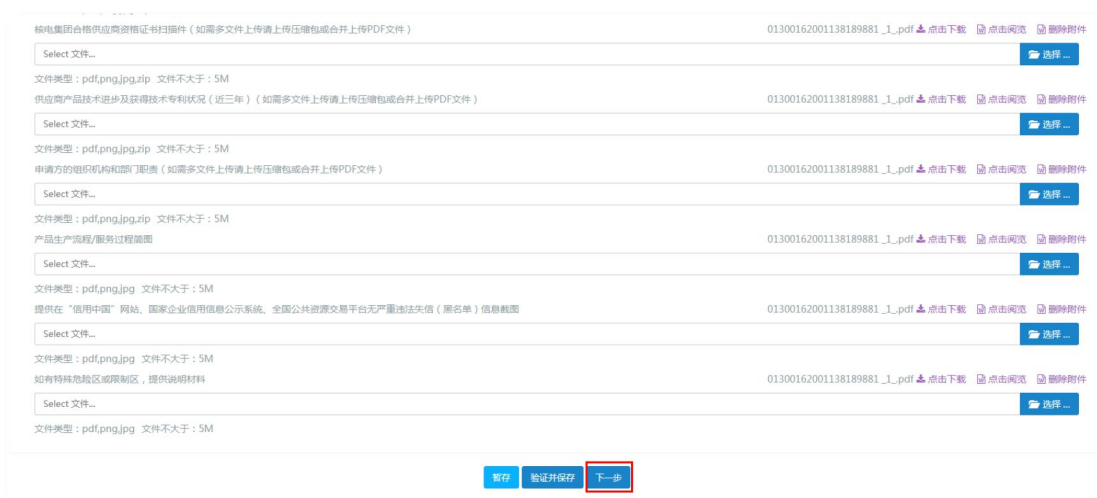 核电集团合格供应商资格证书扫描件（如需多文件上传请上传压缩包或合并上传PDF文件） 01300162001138189881_1_.pdf 点击下载 点击阅览 删除附件
Select 文件... 选择 ...
文件类型：pdf,png,jpg,zip 文件不大于：5M
供应商产品技术进步及获得技术专利状况（近三年）（如需多文件上传请上传压缩包或合并上传PDF文件） 01300162001138189881_1_.pdf 点击下载 点击阅览 删除附件
Select 文件... 选择 ...
文件类型：pdf,png,jpg,zip 文件不大于：5M
申请方的组织机构和部门职责（如需多文件上传请上传压缩包或合并上传PDF文件） 01300162001138189881_1_.pdf 点击下载 点击阅览 删除附件
Select 文件... 选择 ...
文件类型：pdf,png,jpg,zip 文件不大于：5M
产品生产流程/服务过程简图 01300162001138189881_1_.pdf 点击下载 点击阅览 删除附件
Select 文件... 选择 ...
文件类型：pdf,png,jpg 文件不大于：5M
提供在“信用中国”网站、国家企业信用信息公示系统、全国公共资源交易平台无严重违法失信（黑名单）信息截图 01300162001138189881_1_.pdf 点击下载 点击阅览 删除附件
Select 文件... 选择 ...
文件类型：pdf,png,jpg 文件不大于：5M
如有特殊危险区或限制区，提供说明材料 01300162001138189881_1_.pdf 点击下载 点击阅览 删除附件
Select 文件... 选择 ...
文件类型：pdf,png,jpg 文件不大于：5M
暂存 验证并保存 下一步